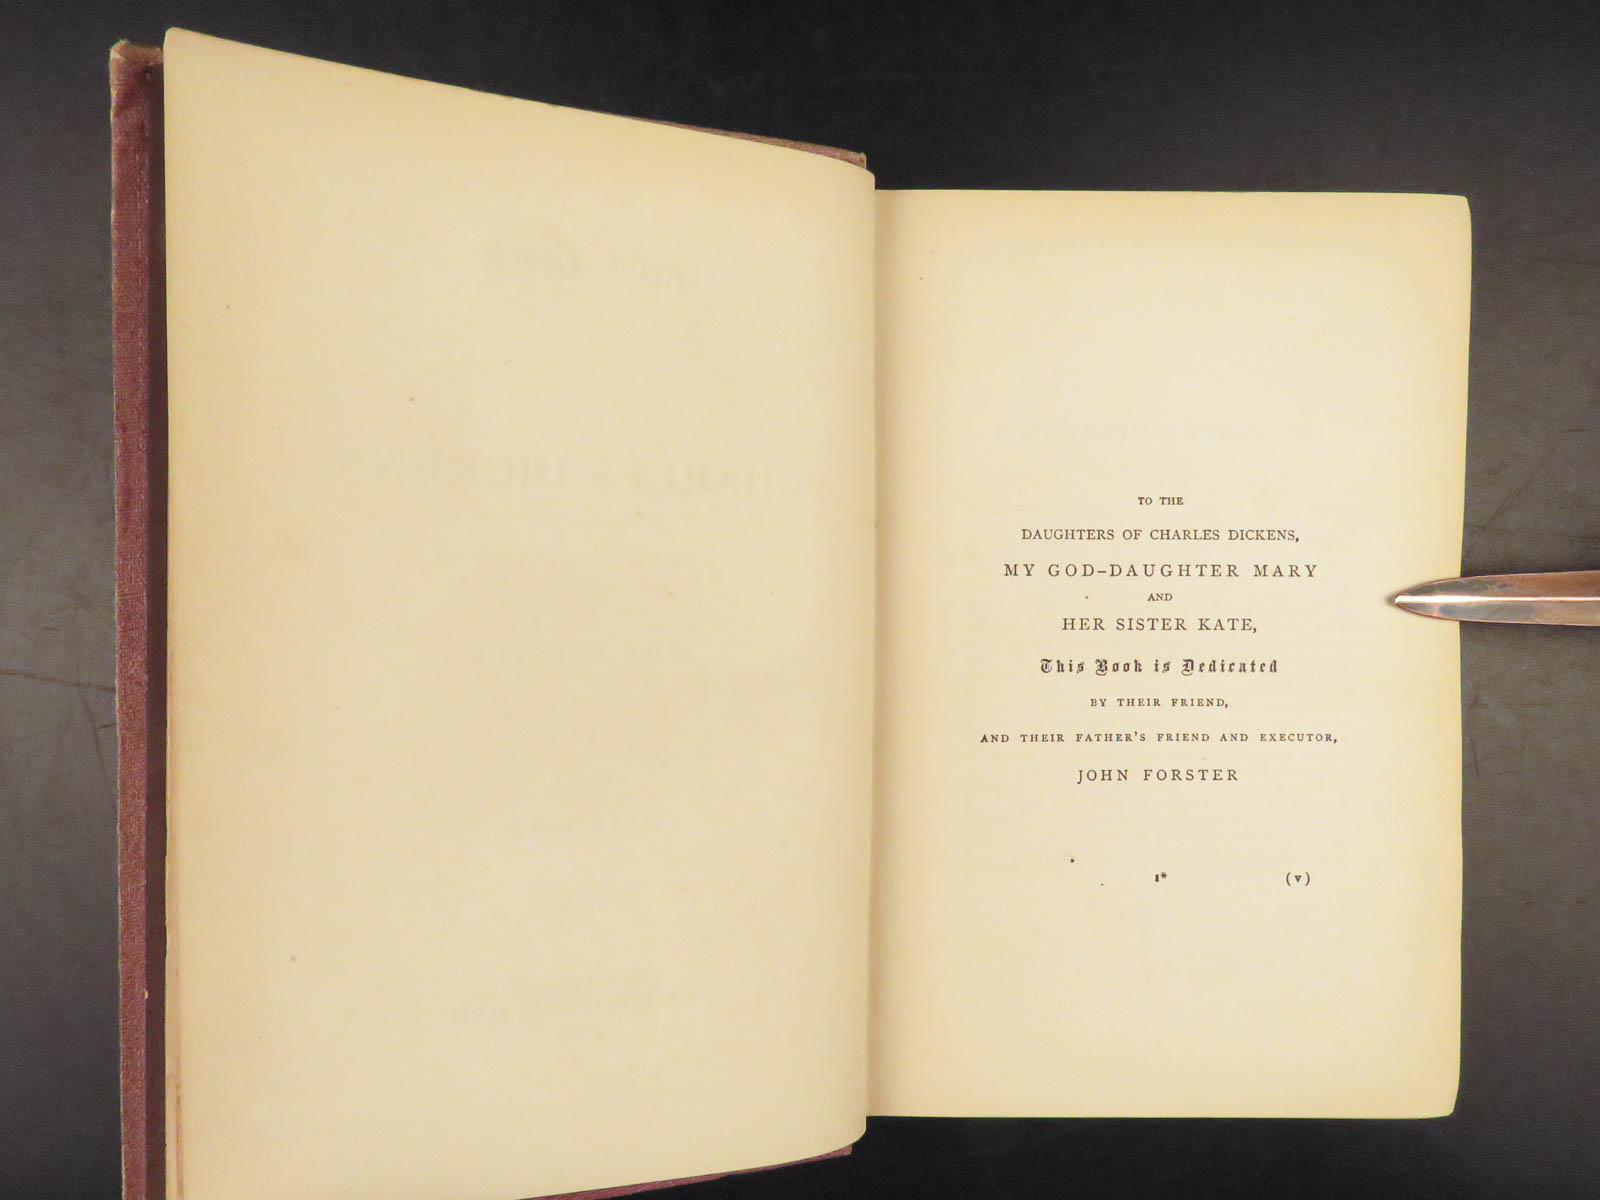 TO THE
DAUGHTERS OF CHARLES DICKENS,
MY GOD-DAUGHTER MARY
AND
HER SISTER KATE,
This Book is Dedicated
BY THEIR FRIEND,
AND THEIR FATHER'S FRIEND AND EXECUTOR,
JOHN FORSTER
1* (v)